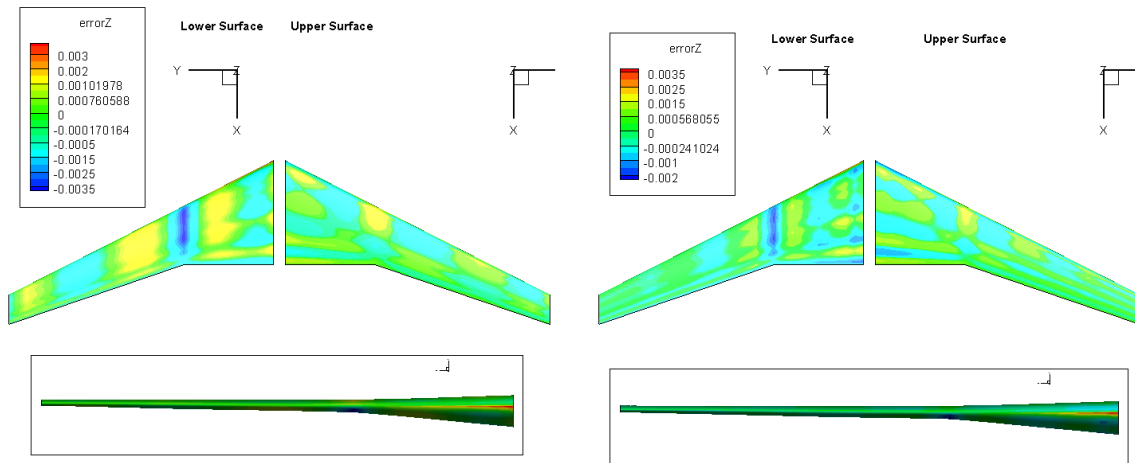 errorZ
0.003
0.002
0.00101978
0.000760588
0
-0.000170164
-0.0005
-0.0015
-0.0025
-0.0035
Lower Surface
Upper Surface
Y
Z
X
Z
X
errorZ
0.0035
0.0025
0.0015
0.000568055
0
-0.000241024
-0.001
-0.002
Lower Surface
Upper Surface
Y
Z
X
Z
X